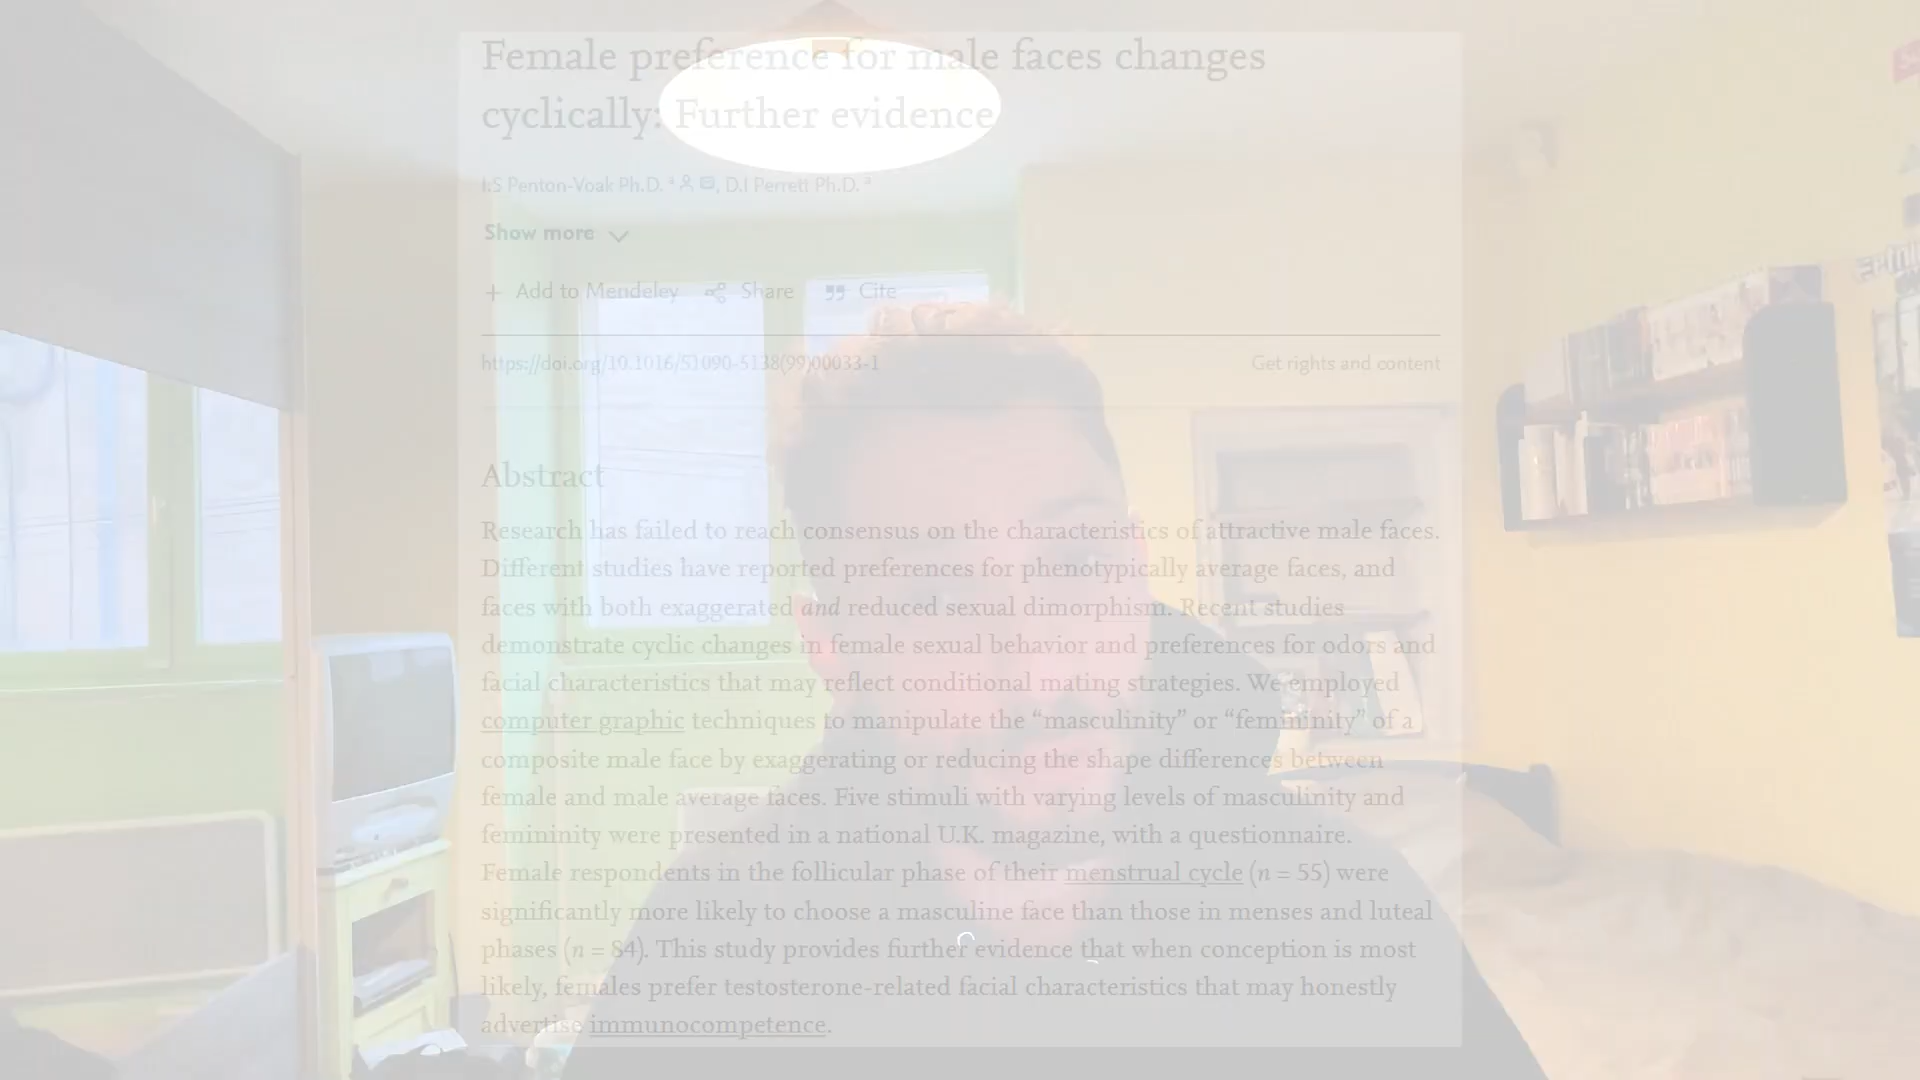 Female preference for male faces changes
cyclically: Further evidence
I.S Penton-Voak Ph.D. a, D.I Perrett Ph.D. a
Show more
+ Add to Mendeley Share Cite
https://doi.org/10.1016/S1090-5138(99)00033-1 Get rights and content
Abstract
Research has failed to reach consensus on the characteristics of attractive male faces.
Different studies have reported preferences for phenotypically average faces, and
faces with both exaggerated and reduced sexual dimorphism. Recent studies
demonstrate cyclic changes in female sexual behavior and preferences for odors and
facial characteristics that may reflect conditional mating strategies. We employed
computer graphic techniques to manipulate the “masculinity” or “femininity” of a
composite male face by exaggerating or reducing the shape differences between
female and male average faces. Five stimuli with varying levels of masculinity and
femininity were presented in a national U.K. magazine, with a questionnaire.
Female respondents in the follicular phase of their menstrual cycle (n = 55) were
significantly more likely to choose a masculine face than those in menses and luteal
phases (n = 84). This study provides further evidence that when conception is most
likely, females prefer testosterone-related facial characteristics that may honestly
advertise immunocompetence.